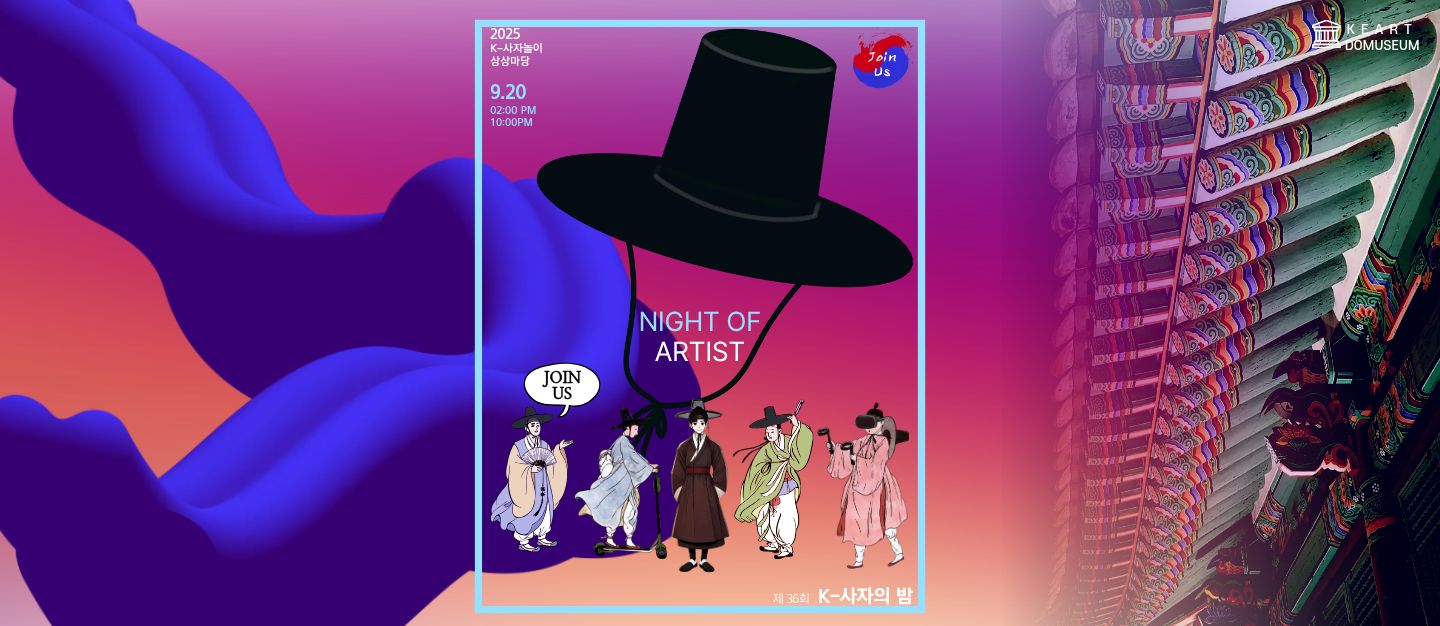 2025
K-사자놀이
상상마당
9.20
02:00 PM
10:00PM
Join
Us
KFART
DOMUSEUM
NIGHT OF
ARTIST
JOIN
US
제 36회 K-사자의 밤